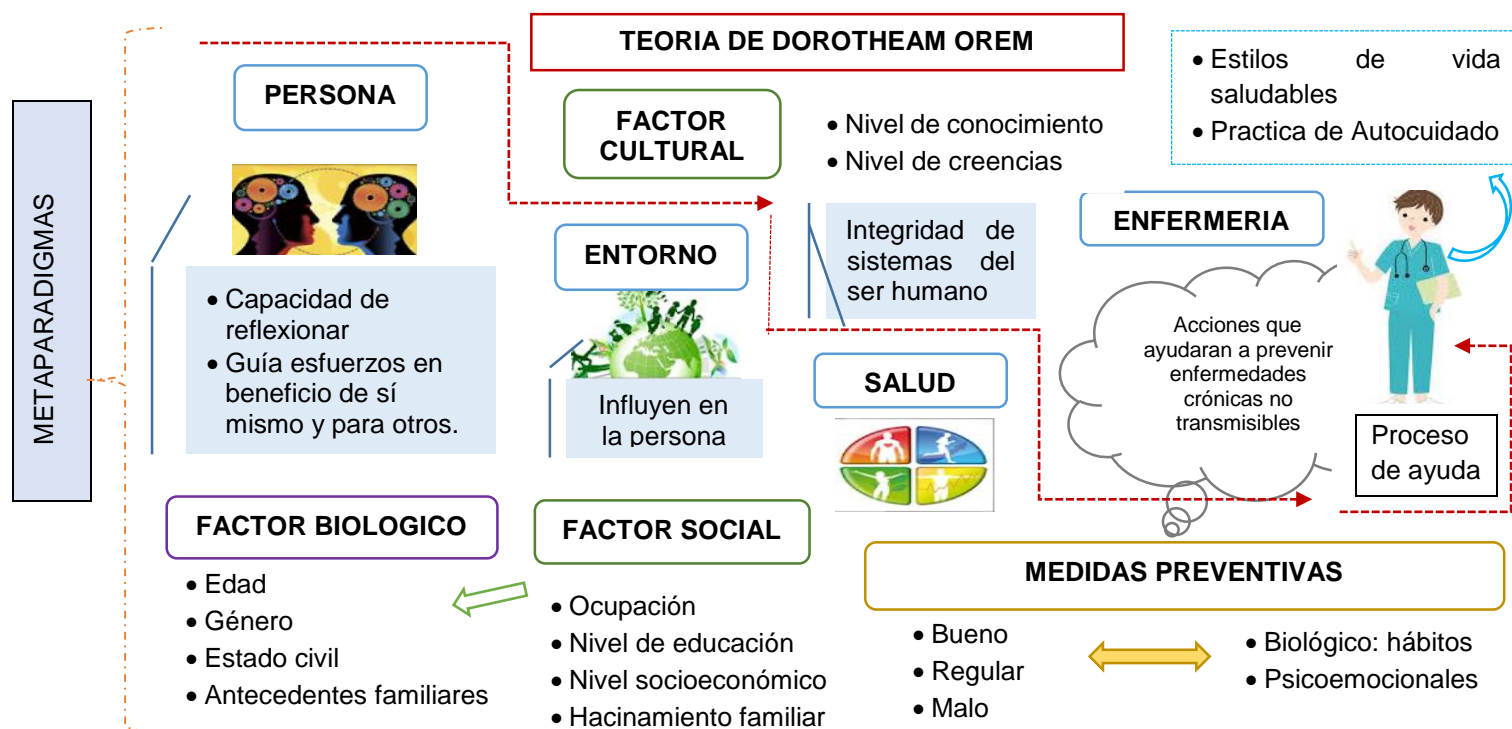 TEORIA DE DOROTHEAM OREM
METAPARADIGMAS
PERSONA
• Capacidad de
reflexionar
• Guía esfuerzos en
beneficio de sí
mismo y para otros.
FACTOR
CULTURAL
• Nivel de conocimiento
• Nivel de creencias
ENTORNO
Influyen en
la persona
Integridad de
sistemas del
ser humano
SALUD
• Estilos de vida
saludables
• Practica de Autocuidado
ENFERMERIA
Acciones que
ayudaran a prevenir
enfermedades
crónicas no
transmisibles
Proceso
de ayuda
FACTOR BIOLOGICO
• Edad
• Género
• Estado civil
• Antecedentes familiares
FACTOR SOCIAL
• Ocupación
• Nivel de educación
• Nivel socioeconómico
• Hacinamiento familiar
MEDIDAS PREVENTIVAS
• Bueno
• Regular
• Malo
• Biológico: hábitos
• Psicoemocionales